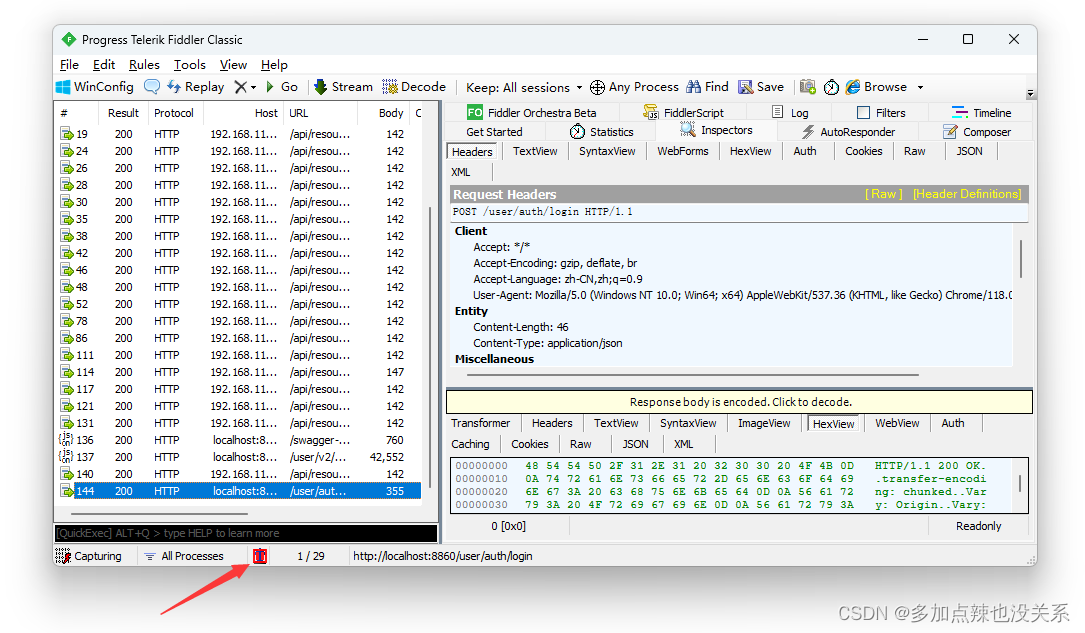 Progress Telerik Fiddler Classic
File Edit Rules Tools View Help
WinConfig Replay Go Stream Decode Keep: All sessions Any Process Find Save Browse
# Result Protocol Host URL Body C
19 200 HTTP 192.168.11... /api/resou... 142
24 200 HTTP 192.168.11... /api/resou... 142
26 200 HTTP 192.168.11... /api/resou... 142
28 200 HTTP 192.168.11... /api/resou... 142
30 200 HTTP 192.168.11... /api/resou... 142
35 200 HTTP 192.168.11... /api/resou... 142
38 200 HTTP 192.168.11... /api/resou... 142
42 200 HTTP 192.168.11... /api/resou... 142
46 200 HTTP 192.168.11... /api/resou... 142
48 200 HTTP 192.168.11... /api/resou... 142
52 200 HTTP 192.168.11... /api/resou... 142
78 200 HTTP 192.168.11... /api/resou... 142
86 200 HTTP 192.168.11... /api/resou... 142
111 200 HTTP 192.168.11... /api/resou... 142
114 200 HTTP 192.168.11... /api/resou... 147
117 200 HTTP 192.168.11... /api/resou... 142
121 200 HTTP 192.168.11... /api/resou... 142
131 200 HTTP 192.168.11... /api/resou... 142
136 200 HTTP localhost:8... /swagger-... 760
137 200 HTTP localhost:8... /user/v2/... 42,552
140 200 HTTP 192.168.11... /api/resou... 142
144 200 HTTP localhost:8... /user/aut... 355
[QuickExec] ALT+Q > type HELP to learn more
FO Fiddler Orchestra Beta FiddlerScript Log Filters Timeline
Get Started Statistics Inspectors AutoResponder Composer
Headers TextView SyntaxView WebForms HexView Auth Cookies Raw JSON
XML
Request Headers [ Raw ] [Header Definitions]
POST /user/auth/login HTTP/1.1
Client
Accept: */*
Accept-Encoding: gzip, deflate, br
Accept-Language: zh-CN,zh;q=0.9
User-Agent: Mozilla/5.0 (Windows NT 10.0; Win64; x64) AppleWebKit/537.36 (KHTML, like Gecko) Chrome/118.0
Entity
Content-Length: 46
Content-Type: application/json
Miscellaneous
Response body is encoded. Click to decode.
Transformer Headers TextView SyntaxView ImageView HexView WebView Auth
Caching Cookies Raw JSON XML
00000000 48 54 54 50 2F 31 2E 31 20 32 30 30 20 4F 4B 0D HTTP/1.1 200 OK.
00000010 0A 74 72 61 6E 73 66 65 72 2D 65 6E 63 6F 64 69 .transfer-encodi
00000020 6E 67 3A 20 63 68 75 6E 6B 65 64 0D 0A 56 61 72 ng: chunked..Var
00000030 79 3A 20 4F 72 69 67 69 6E 0D 0A 56 61 72 79 3A y: Origin..Vary:
0 [0x0] Readonly
Capturing All Processes 1 / 29 http://localhost:8860/user/auth/login
CSDN @多加点辣也没关系